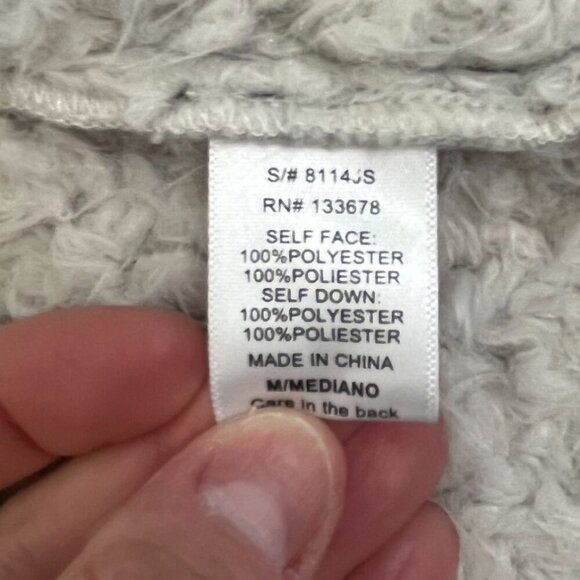 S/# 8114JS
RN# 133678
SELF FACE:
100%POLYESTER
100%POLIESTER
SELF DOWN:
100%POLYESTER
100%POLIESTER
MADE IN CHINA
M/MEDIANO
Care in the back